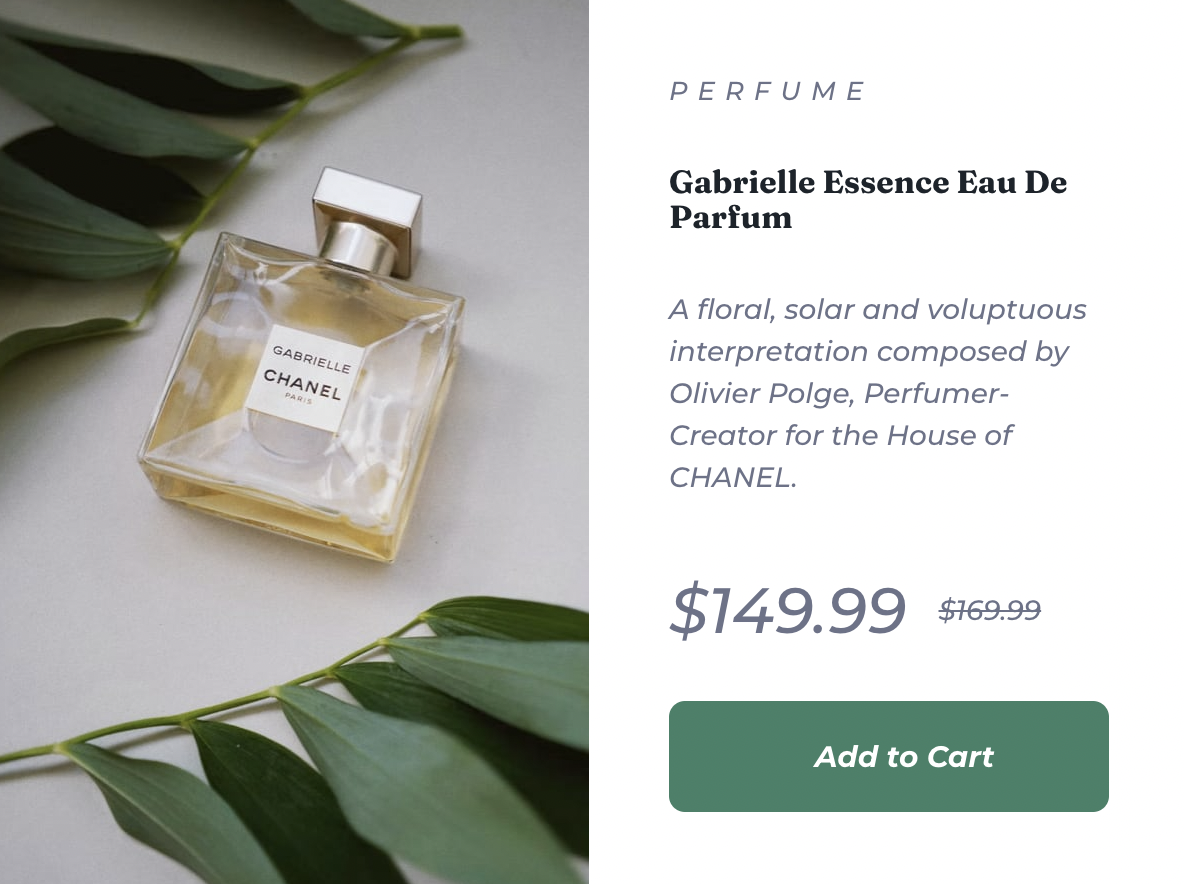 GABRIELLE
CHANEL
PARIS
PERFUME
Gabrielle Essence Eau De
Parfum
A floral, solar and voluptuous
interpretation composed by
Olivier Polge, Perfumer-
Creator for the House of
CHANEL.
$149.99 $169.99
Add to Cart